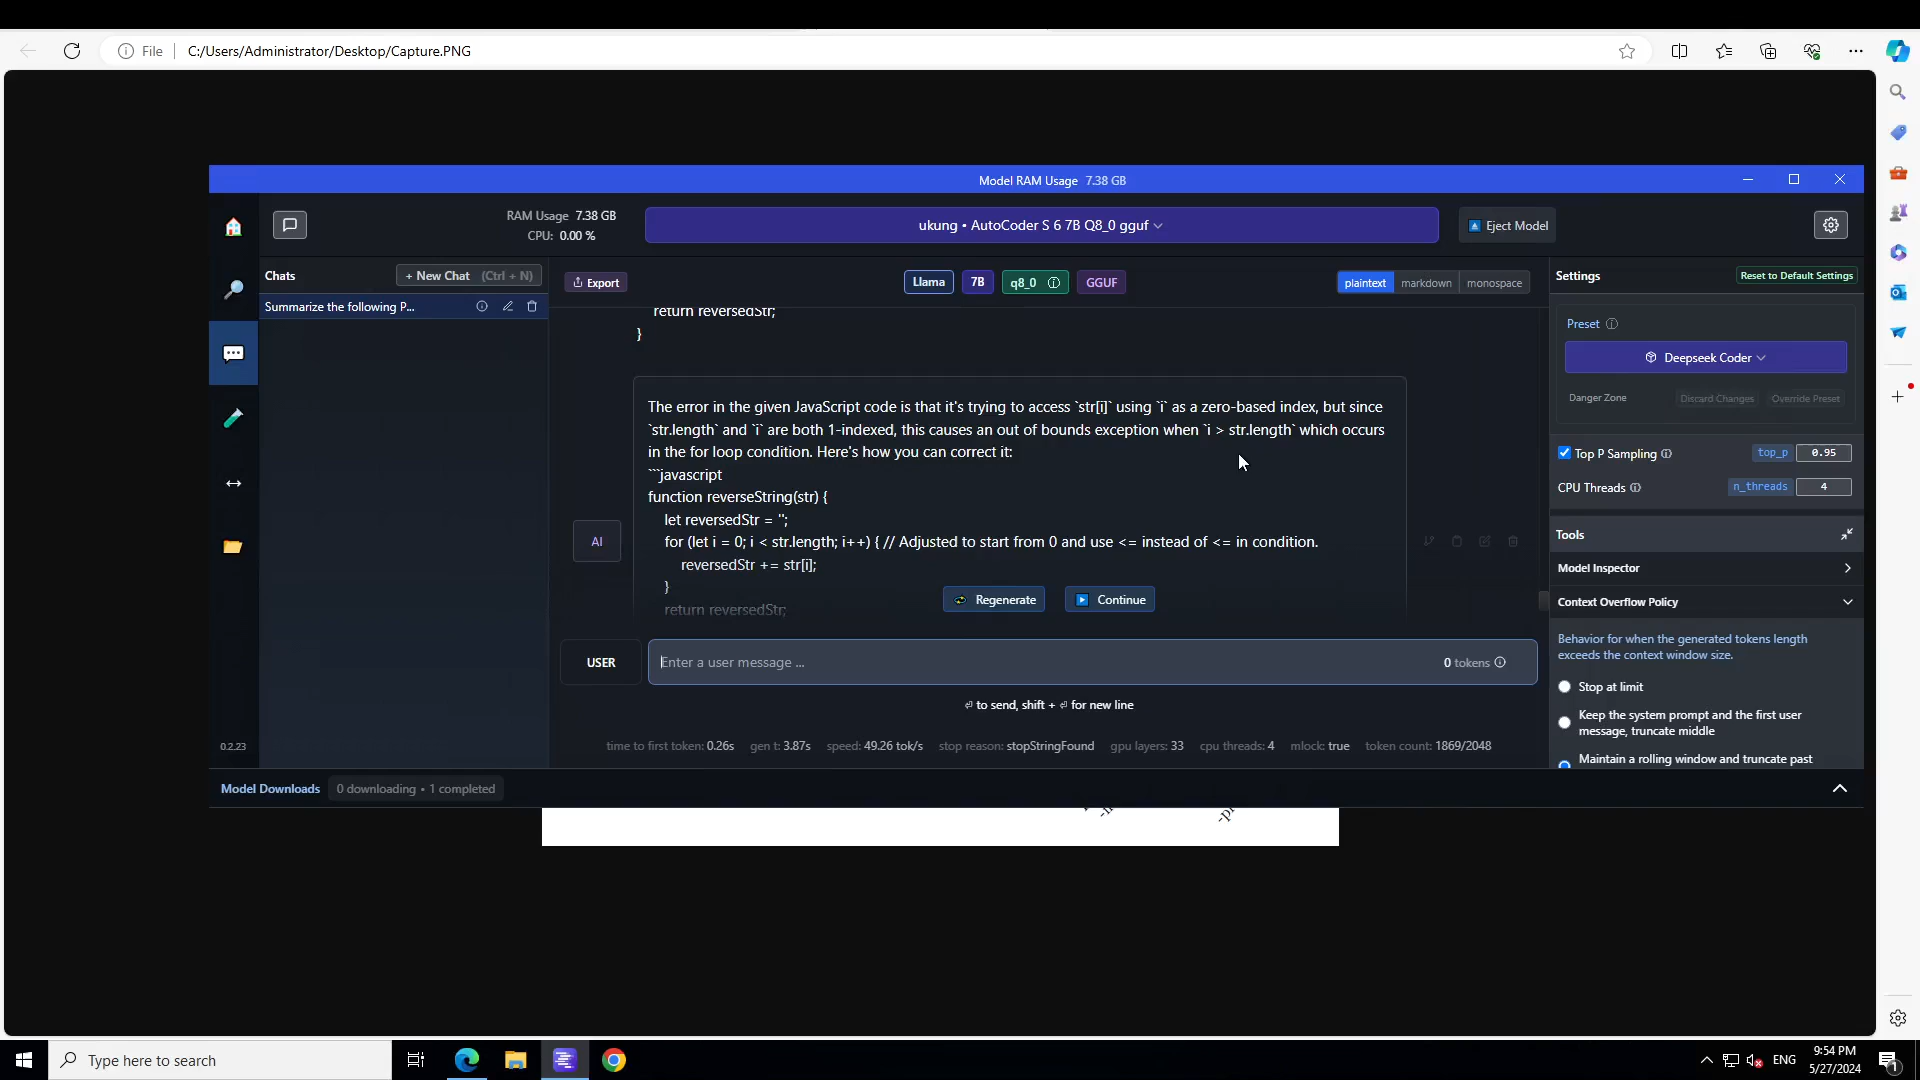 File
C:/Users/Administrator/Desktop/Capture.PNG
Model RAM Usage 7.38 GB
RAM Usage 7.38 GB
CPU: 0.00 %
ukung • AutoCoder S 6 7B Q8_0 gguf
Eject Model
Chats
+ New Chat (Ctrl + N)
Export
Llama
7B
q8_0
GGUF
plaintext
markdown
monospace
Settings
Reset to Default Settings
Summarize the following P...
return reversedStr;
}
Preset
Deepseek Coder
Danger Zone
Discard Changes
Override Preset
The error in the given JavaScript code is that it's trying to access `str[i]` using `i` as a zero-based index, but since
`str.length` and `i` are both 1-indexed, this causes an out of bounds exception when `i > str.length` which occurs
in the for loop condition. Here's how you can correct it:
```javascript
function reverseString(str) {
let reversedStr = '';
for (let i = 0; i < str.length; i++) { // Adjusted to start from 0 and use <= instead of <= in condition.
reversedStr += str[i];
}
return reversedStr;
AI
Regenerate
Continue
Top P Sampling
top_p
0.95
CPU Threads
n_threads
4
Tools
Model Inspector
Context Overflow Policy
Behavior for when the generated tokens length
exceeds the context window size.
Stop at limit
Keep the system prompt and the first user
message, truncate middle
Maintain a rolling window and truncate past
USER
Enter a user message ...
0 tokens
⏎ to send, shift + ⏎ for new line
time to first token: 0.26s
gen t: 3.87s
speed: 49.26 tok/s
stop reason: stopStringFound
gpu layers: 33
cpu threads: 4
mlock: true
token count: 1869/2048
0.2.23
Model Downloads
0 downloading • 1 completed
Type here to search
ENG
9:54 PM
5/27/2024
1